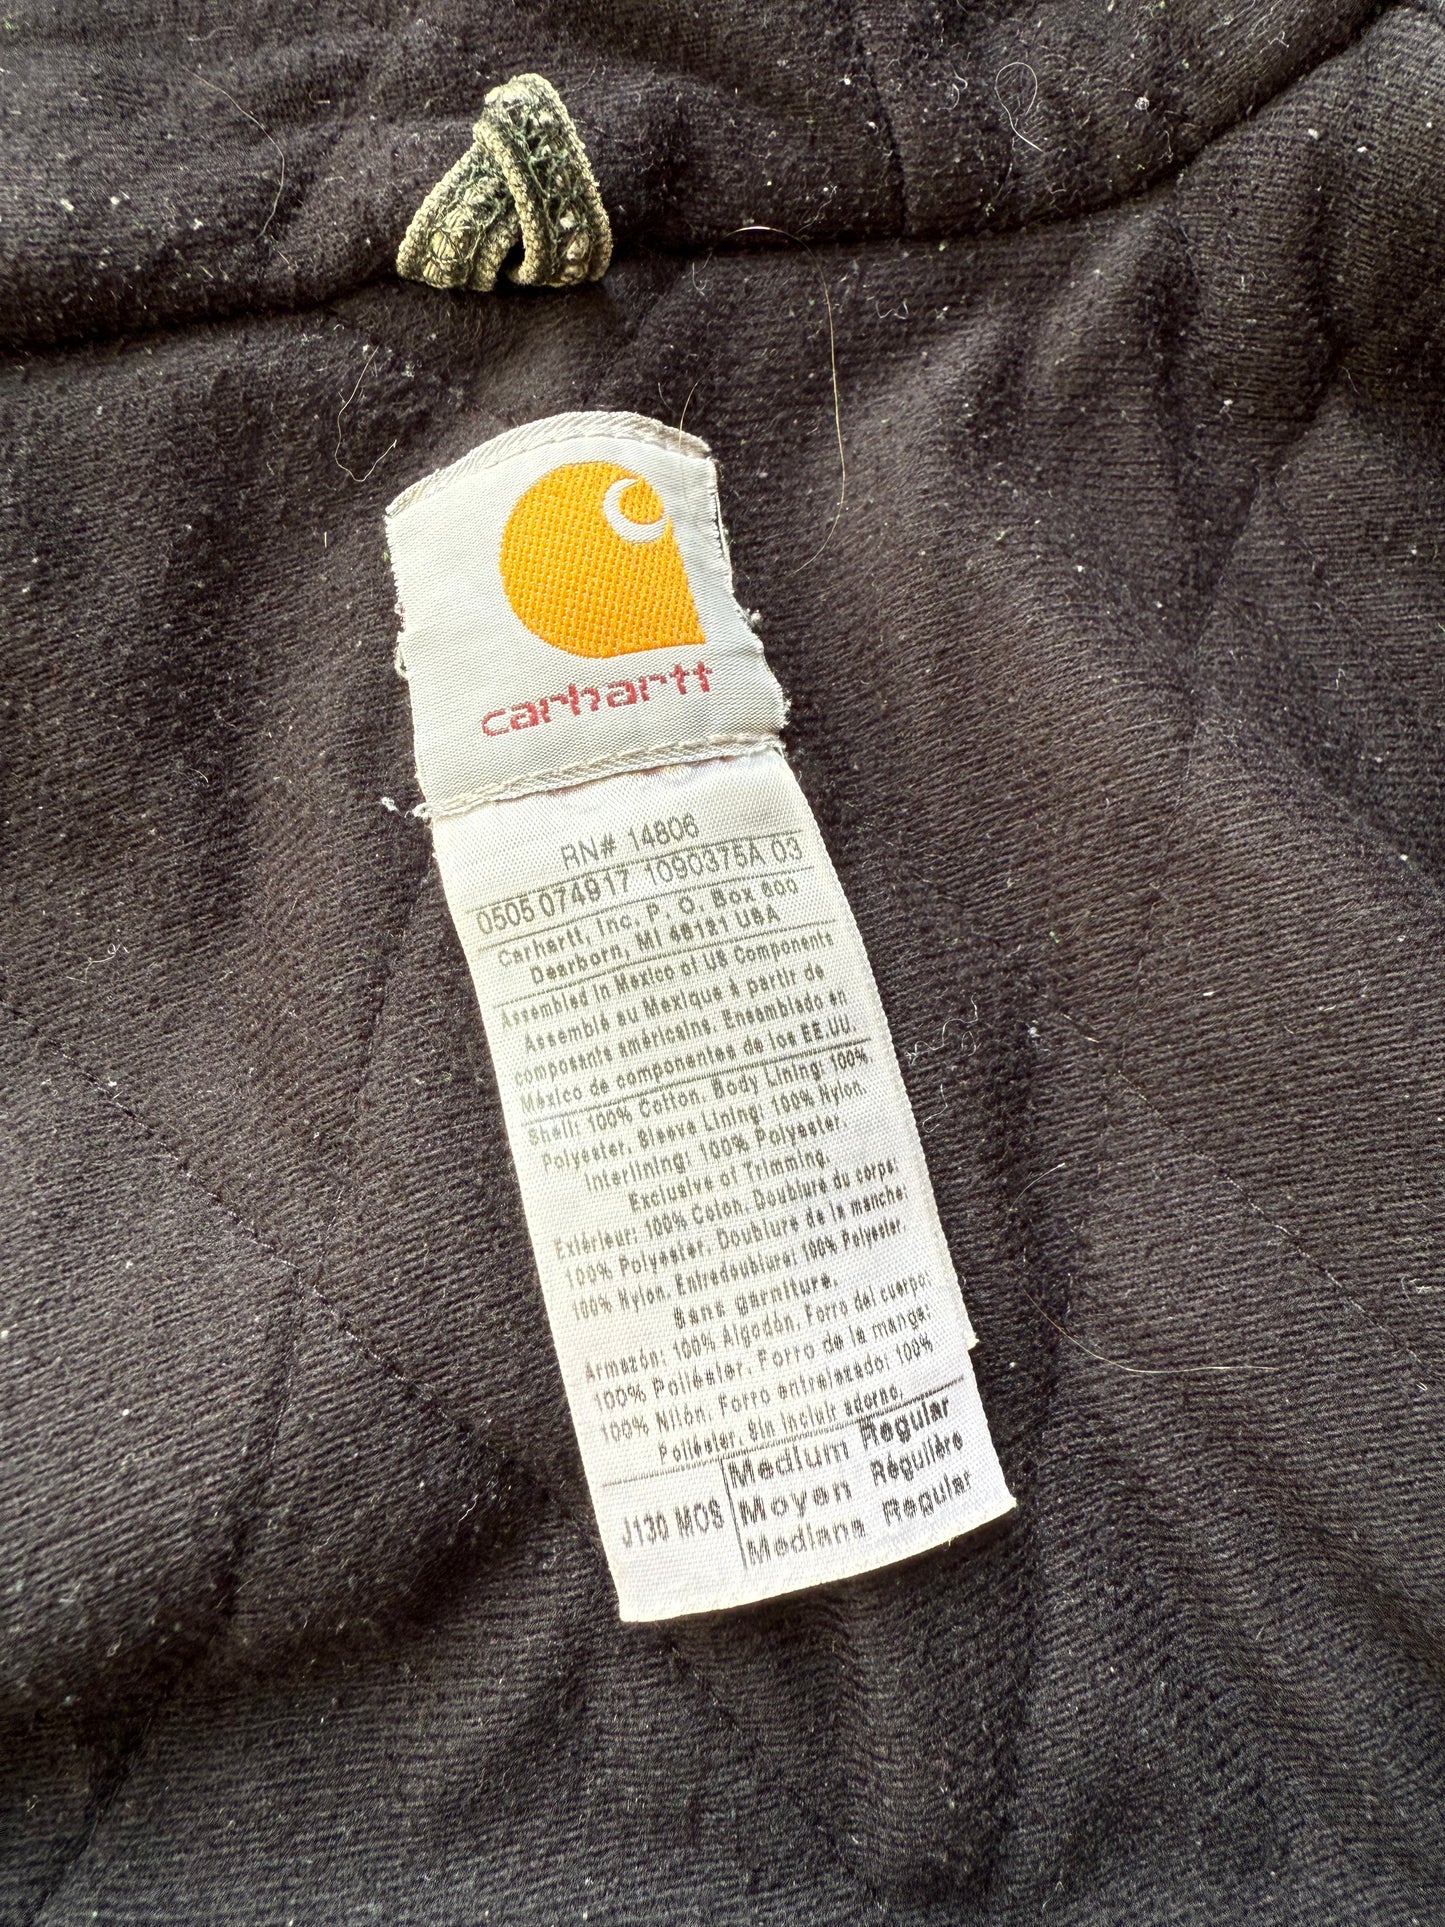 carhartt
RN# 14806
0505 074917 1090375A 03
Carhartt, Inc. P. O. Box 600
Dearborn, MI 48121 USA
Assembled in Mexico of US Components
Assemblé au Mexique à partir de
composants américains. Ensamblado en
México de componentes de los EE.UU.
Shell: 100% Cotton. Body Lining: 100%
Polyester. Sleeve Lining: 100% Nylon.
Interlining: 100% Polyester.
Exclusive of Trimming.
Extérieur: 100% Coton. Doublure du corps:
100% Polyester. Doublure de la manche:
100% Nylon. Entredoublure: 100% Polyester.
Sans garniture.
Armazón: 100% Algodón. Forro del cuerpo:
100% Poliéster. Forro de la manga:
100% Nilón. Forro entrelazado: 100%
Poliéster. Sin incluir adorno.
Medium Regular
J130 MOS Moyen Régulière
Mediana Regular